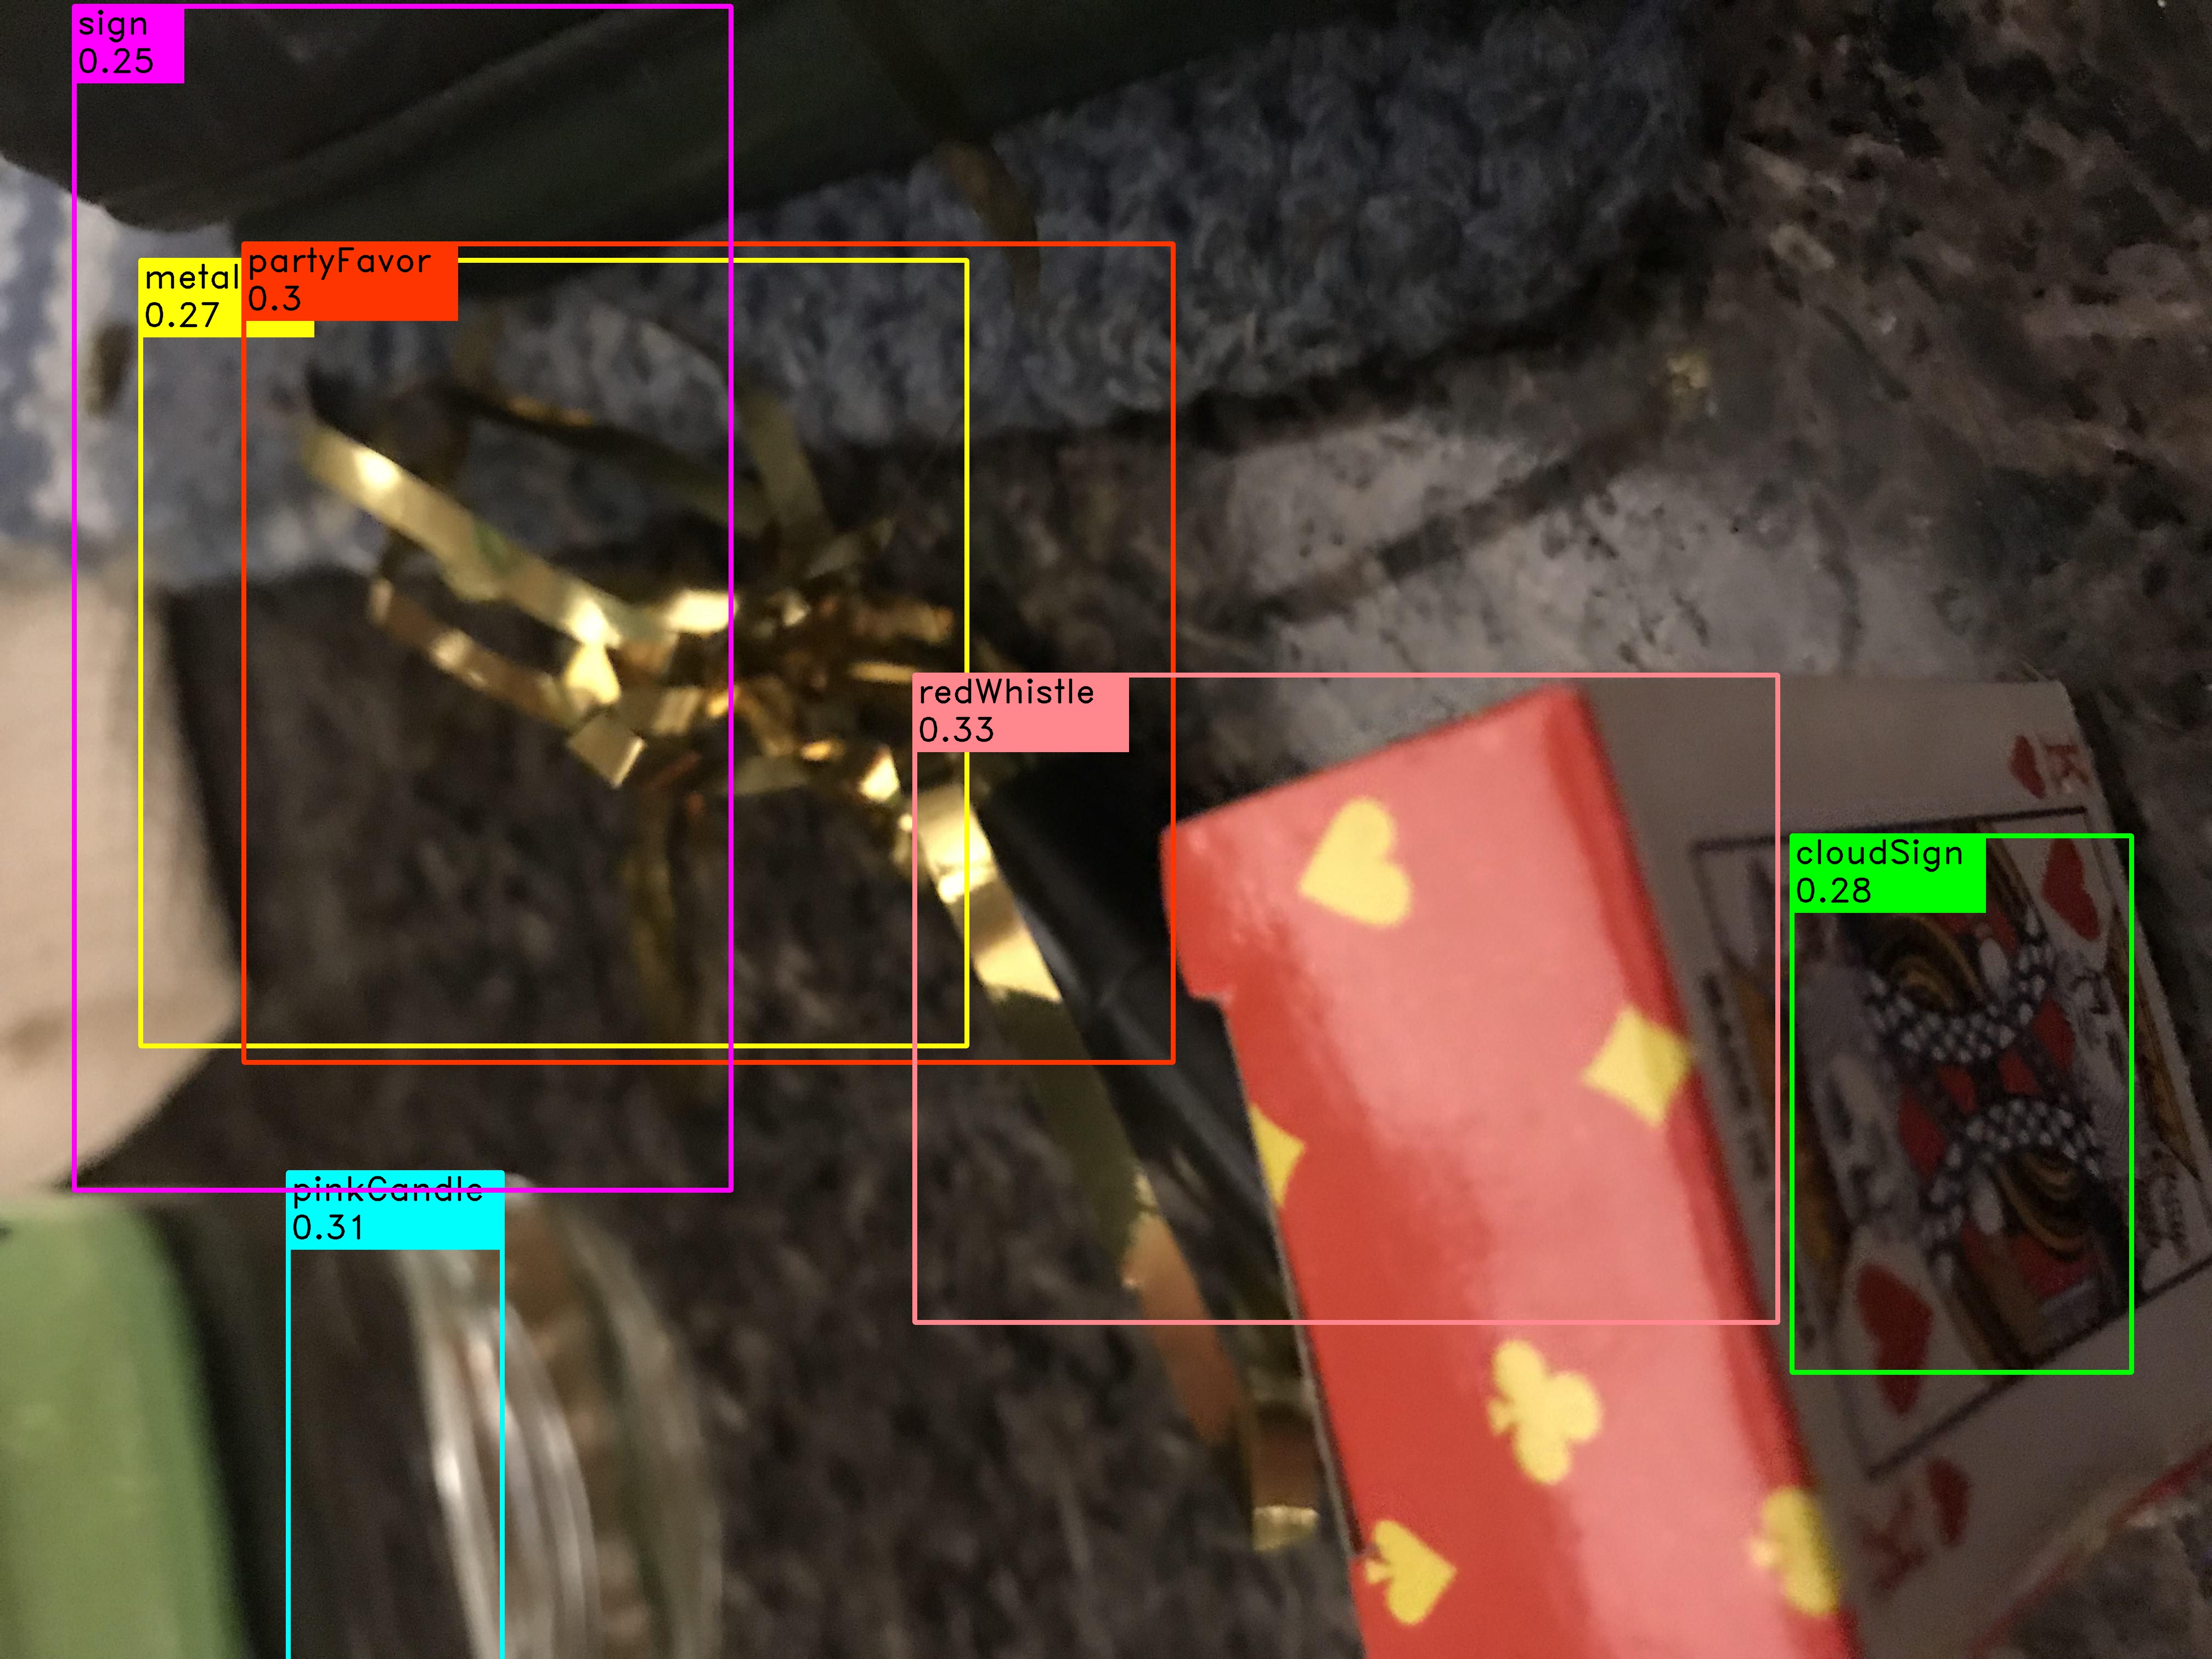 sign
0.25
metal
0.27
partyFavor
0.3
redWhistle
0.33
K
cloudSign
0.28
pinkCandle
0.31
K